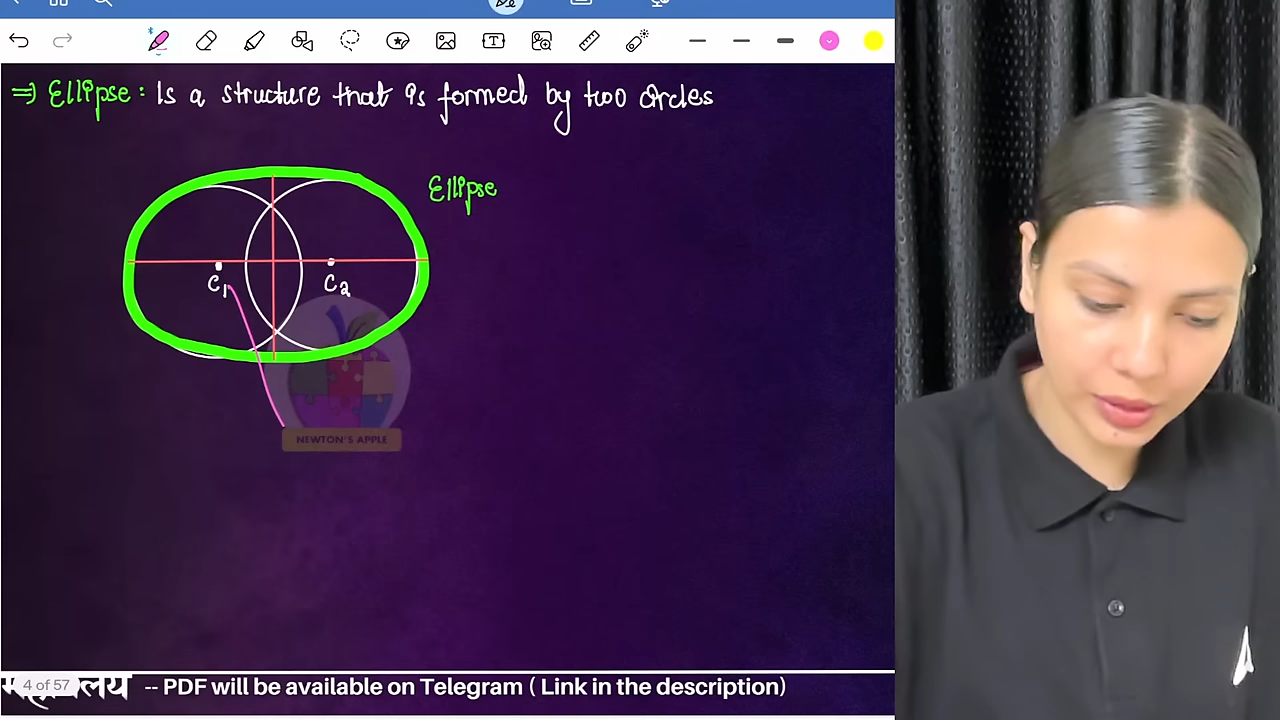 ⇒ Ellipse: Is a structure that is formed by two circles
Ellipse
C₁ C₂
NEWTON'S APPLE
4 of 57
-- PDF will be available on Telegram ( Link in the description)